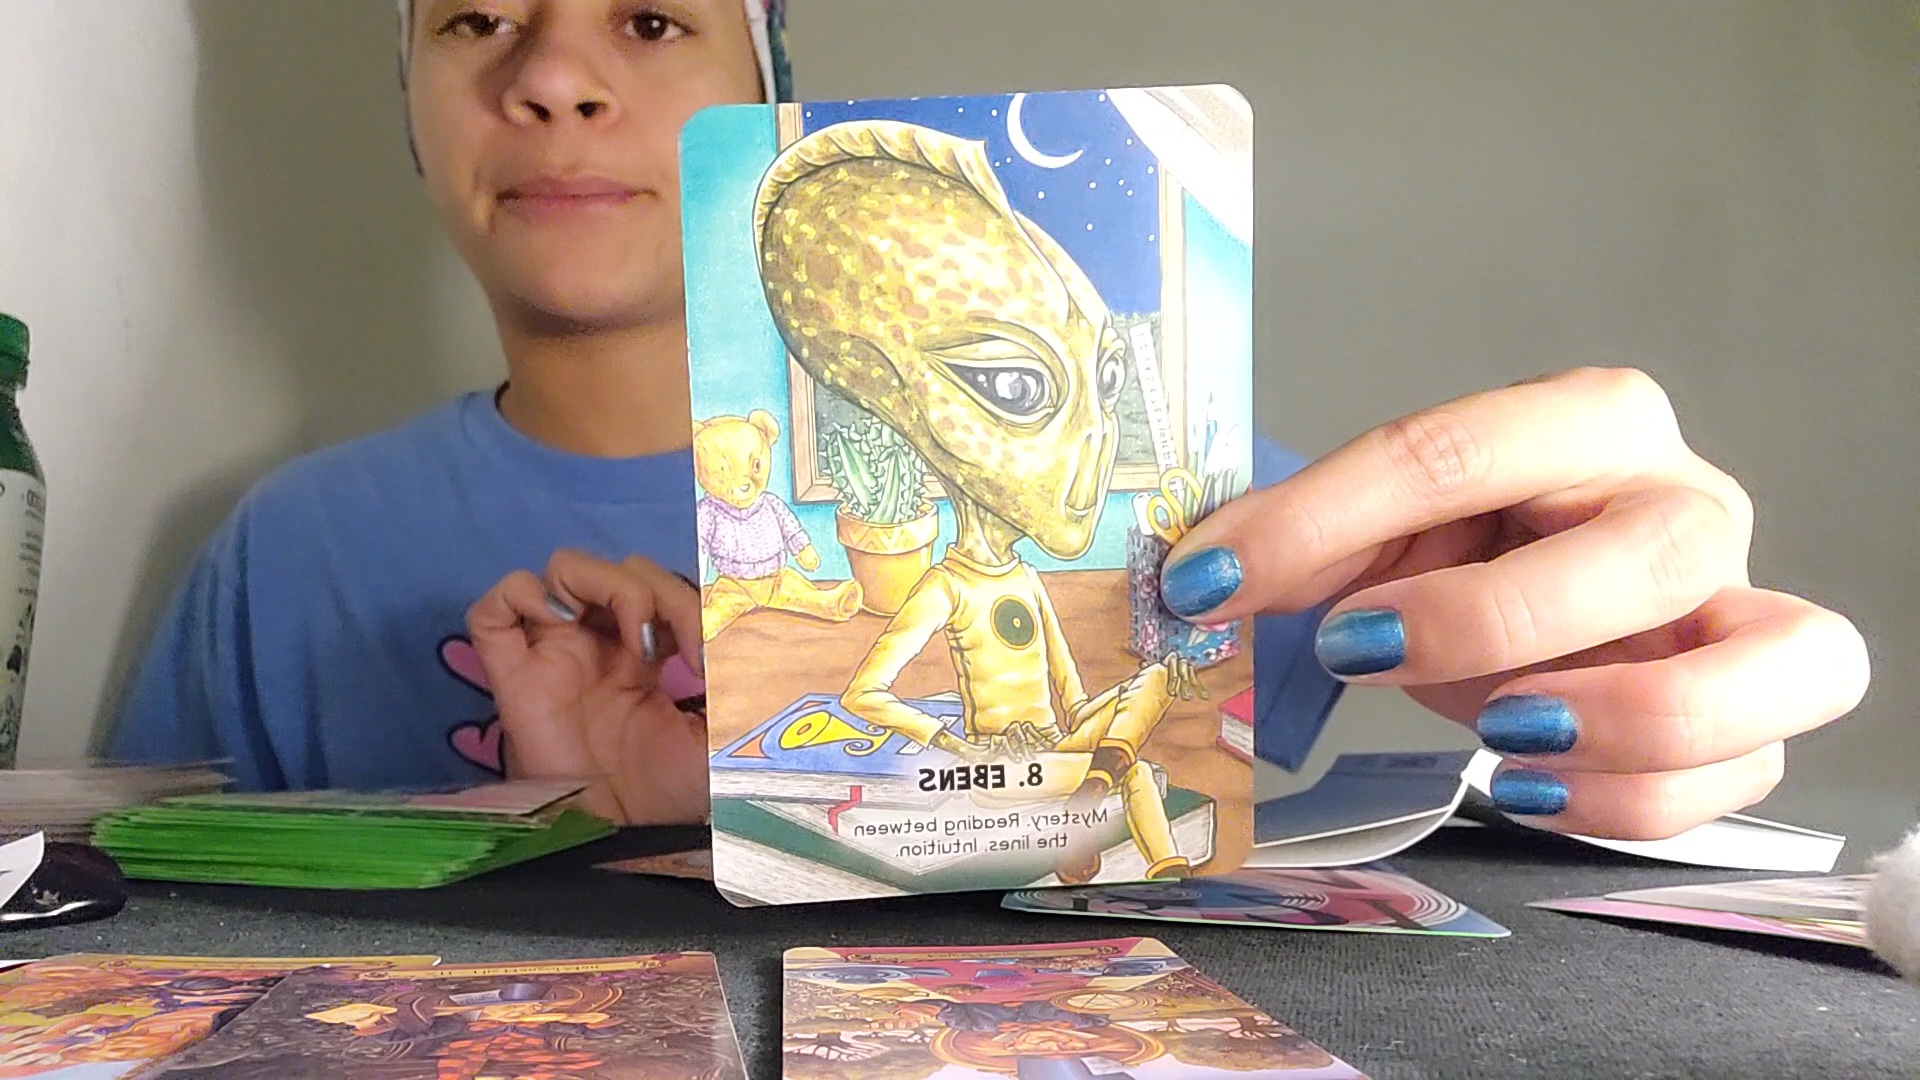 8. EBENS
Mystery. Reading between
the lines. Intuition.